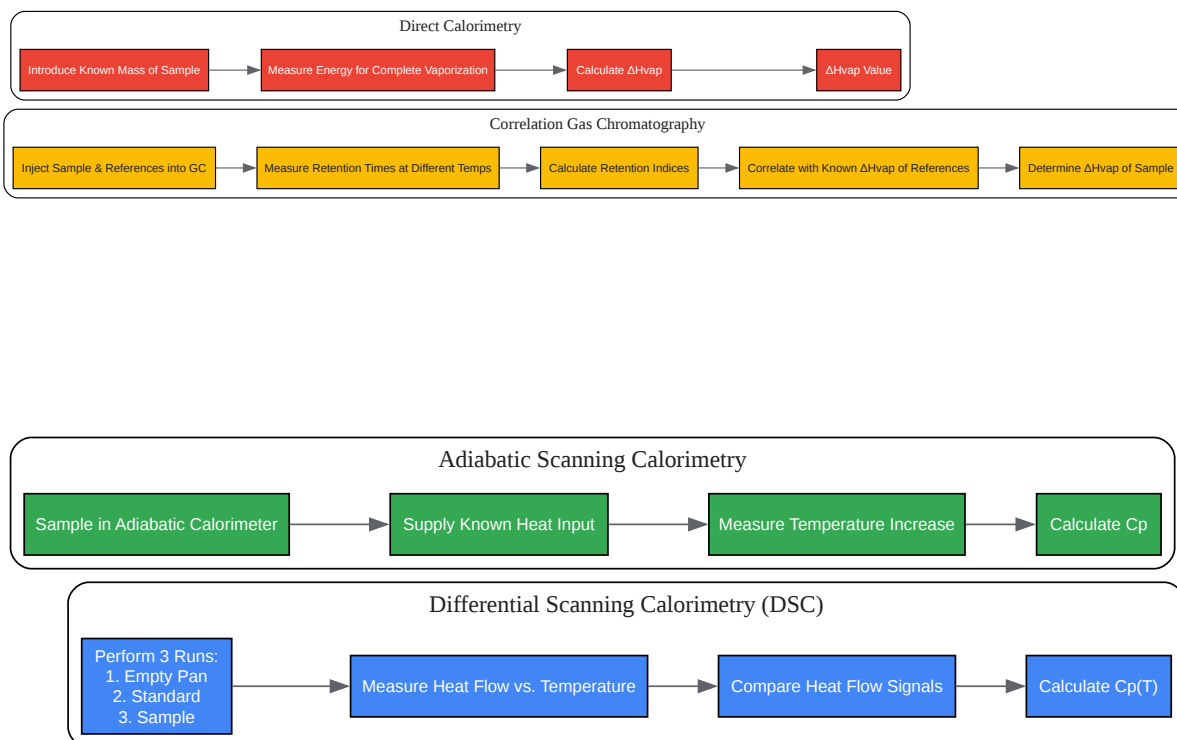 Direct Calorimetry
Introduce Known Mass of Sample
Measure Energy for Complete Vaporization
Calculate ΔHvap
ΔHvap Value
Correlation Gas Chromatography
Inject Sample & References into GC
Measure Retention Times at Different Temps
Calculate Retention Indices
Correlate with Known ΔHvap of References
Determine ΔHvap of Sample
Adiabatic Scanning Calorimetry
Sample in Adiabatic Calorimeter
Supply Known Heat Input
Measure Temperature Increase
Calculate Cp
Differential Scanning Calorimetry (DSC)
Perform 3 Runs:
1. Empty Pan
2. Standard
3. Sample
Measure Heat Flow vs. Temperature
Compare Heat Flow Signals
Calculate Cp(T)